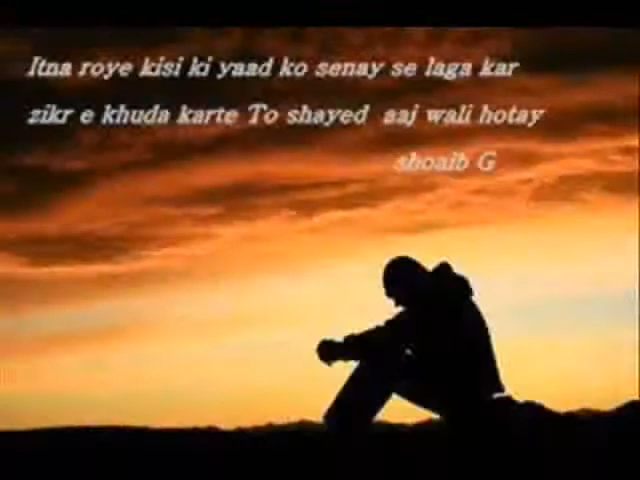 Itna roye kisi ki yaad ko senay se laga kar
zikr e khuda karte To shayed aaj wali hotay
shoaib G